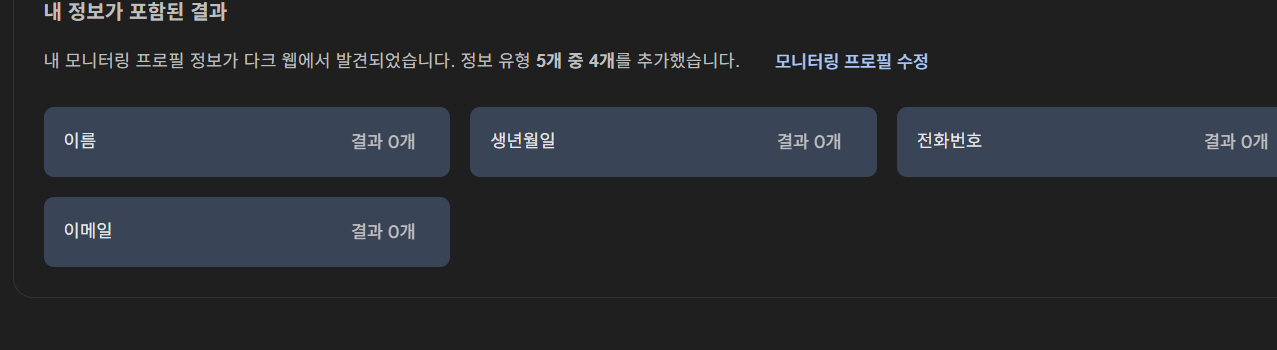 내 정보가 포함된 결과
내 모니터링 프로필 정보가 다크 웹에서 발견되었습니다. 정보 유형 5개 중 4개를 추가했습니다. 모니터링 프로필 수정
이름 결과 0개 생년월일 결과 0개 전화번호 결과 0개
이메일 결과 0개